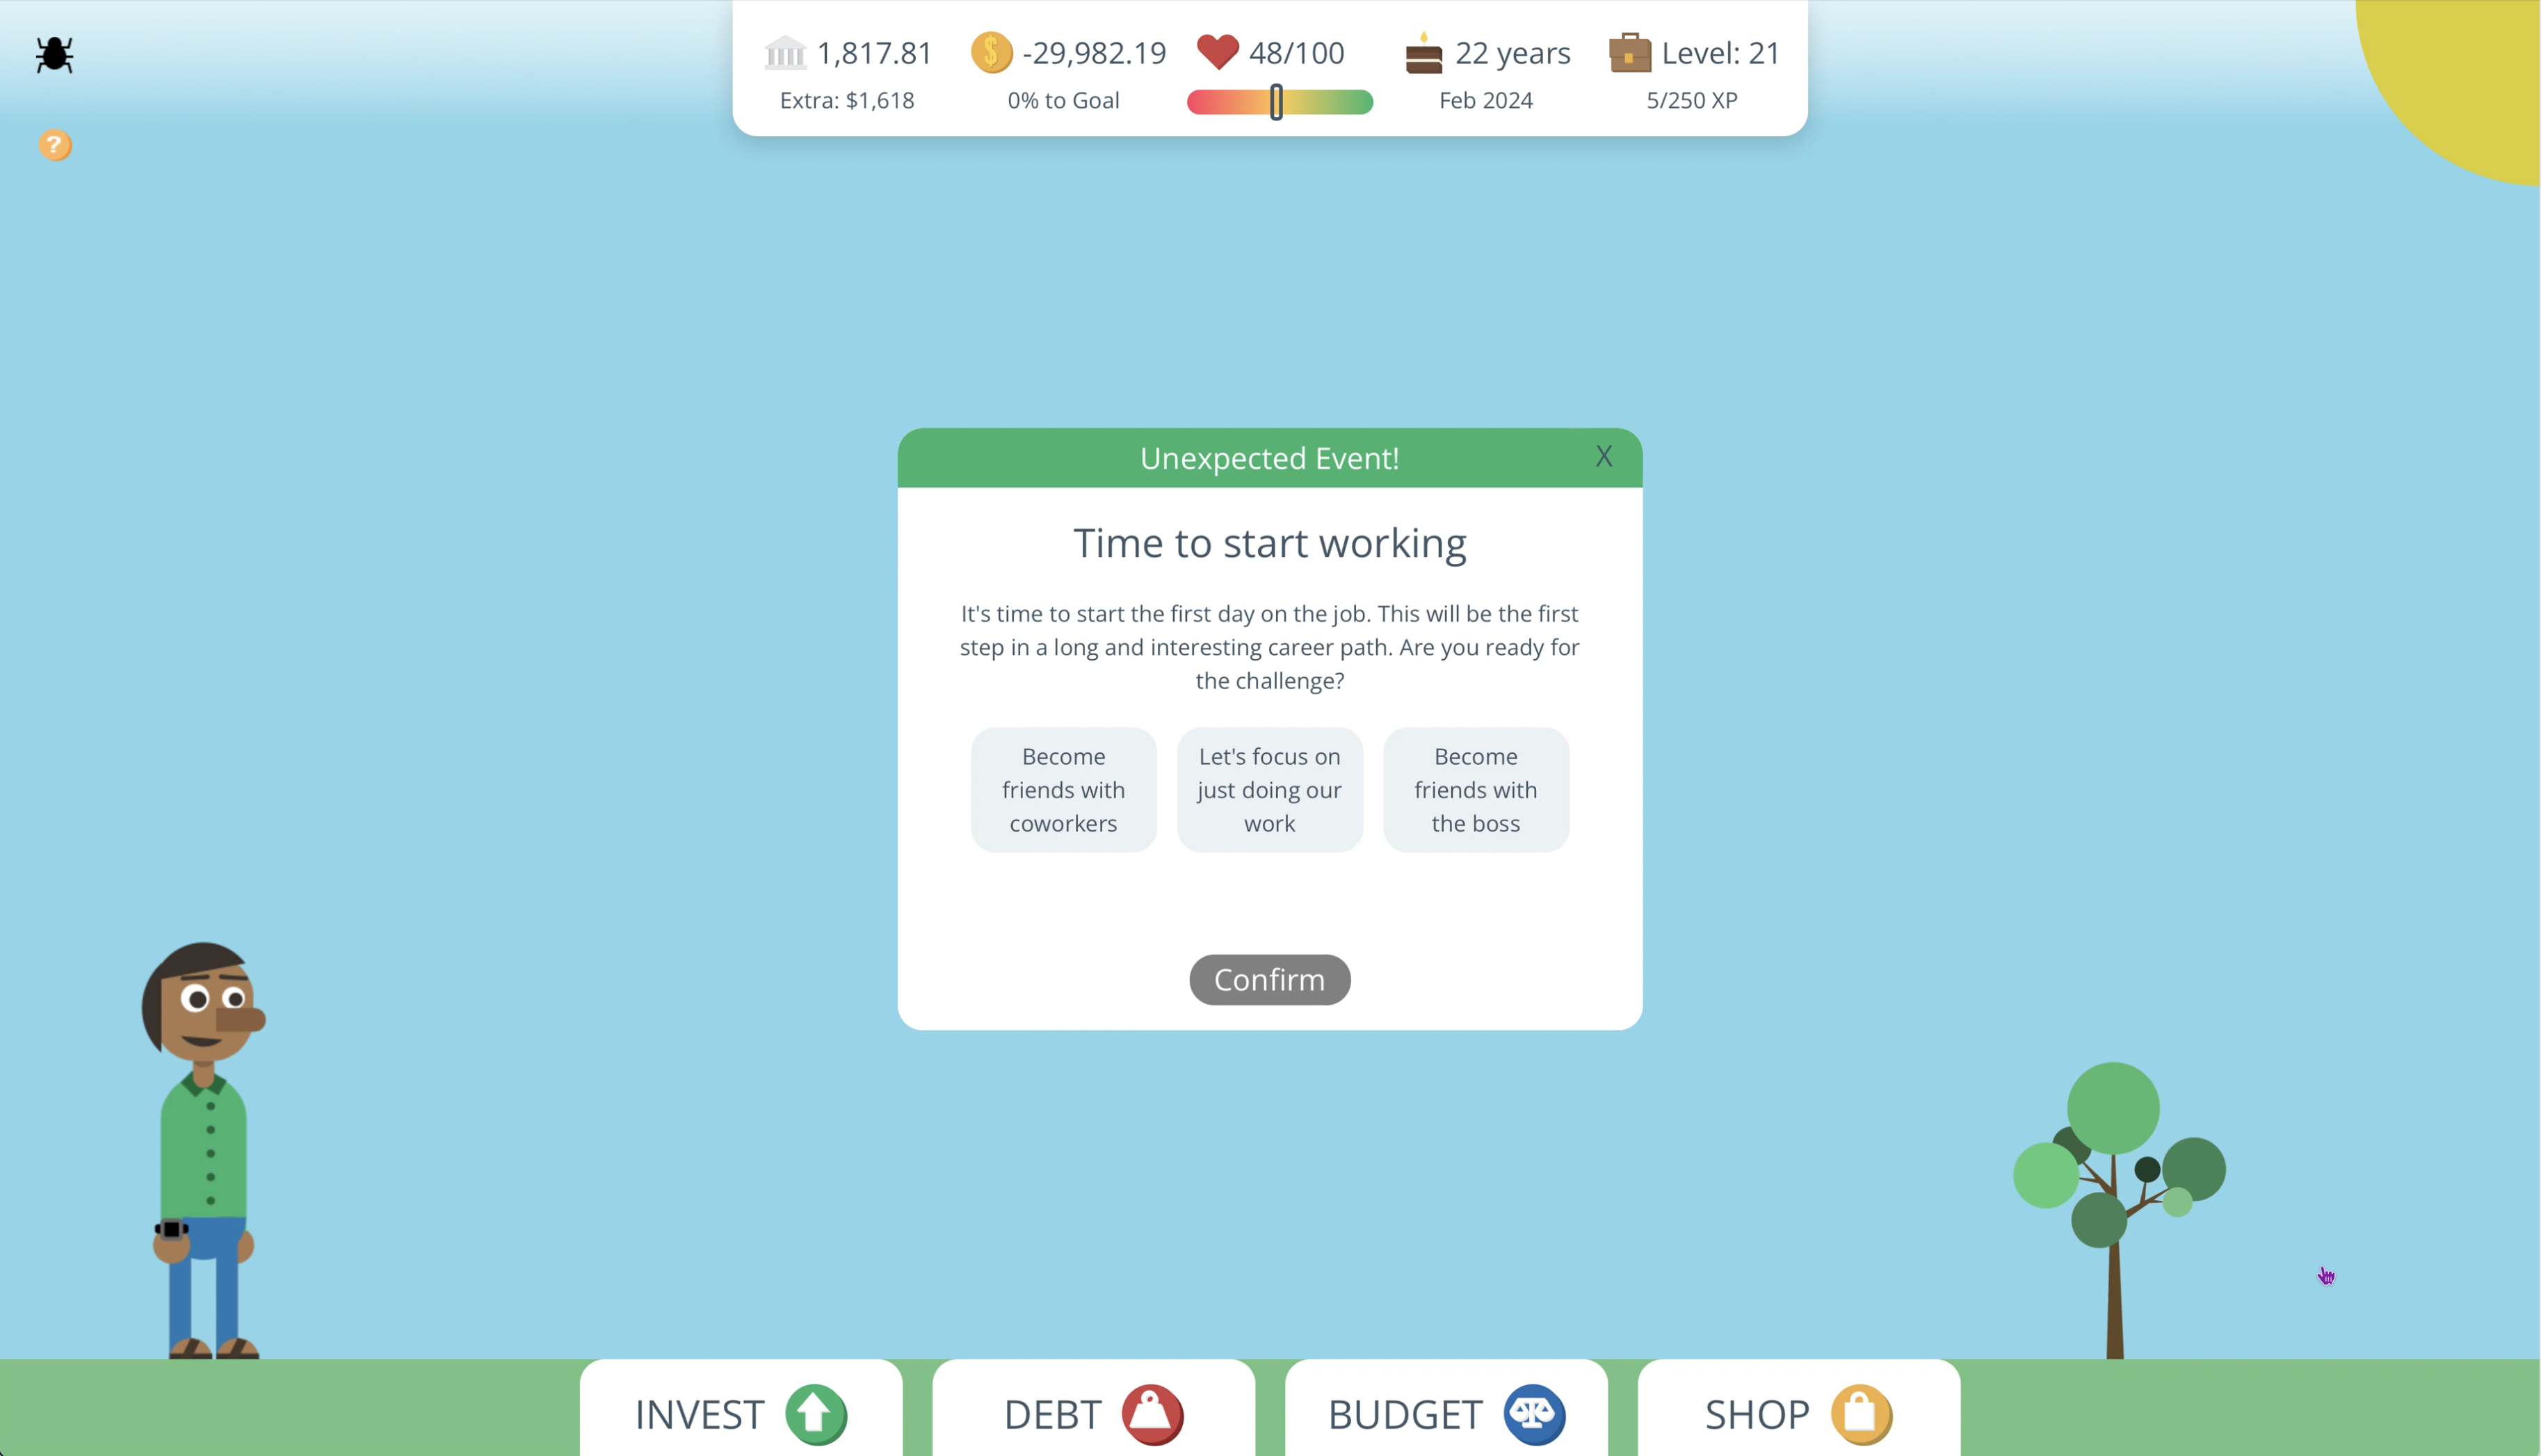 1,817.81
Extra: $1,618
-29,982.19
0% to Goal
48/100
22 years
Feb 2024
Level: 21
5/250 XP
?
Unexpected Event!
X
Time to start working
It's time to start the first day on the job. This will be the first
step in a long and interesting career path. Are you ready for
the challenge?
Become
friends with
coworkers
Let's focus on
just doing our
work
Become
friends with
the boss
Confirm
INVEST
DEBT
BUDGET
SHOP